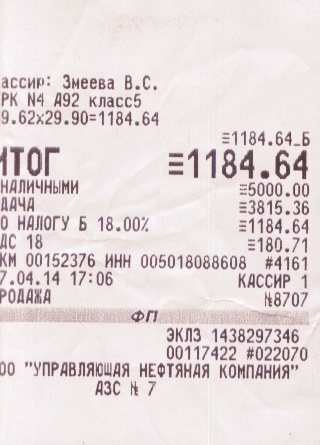 ассир: Змеева В.С.
РК N4 А92 класс5
9.62x29.90=1184.64
≡1184.64_Б
ИТОГ ≡1184.64
НАЛИЧНЫМИ ≡5000.00
ДАЧА ≡3815.36
О НАЛОГУ Б 18.00% ≡1184.64
ДС 18 ≡180.71
КМ 00152376 ИНН 005018088608 #4161
7.04.14 17:06 КАССИР 1
РОДАЖА №8707
ФП
ЭКЛЗ 1438297346
00117422 #022070
ОО "УПРАВЛЯЮЩАЯ НЕФТЯНАЯ КОМПАНИЯ"
АЗС № 7